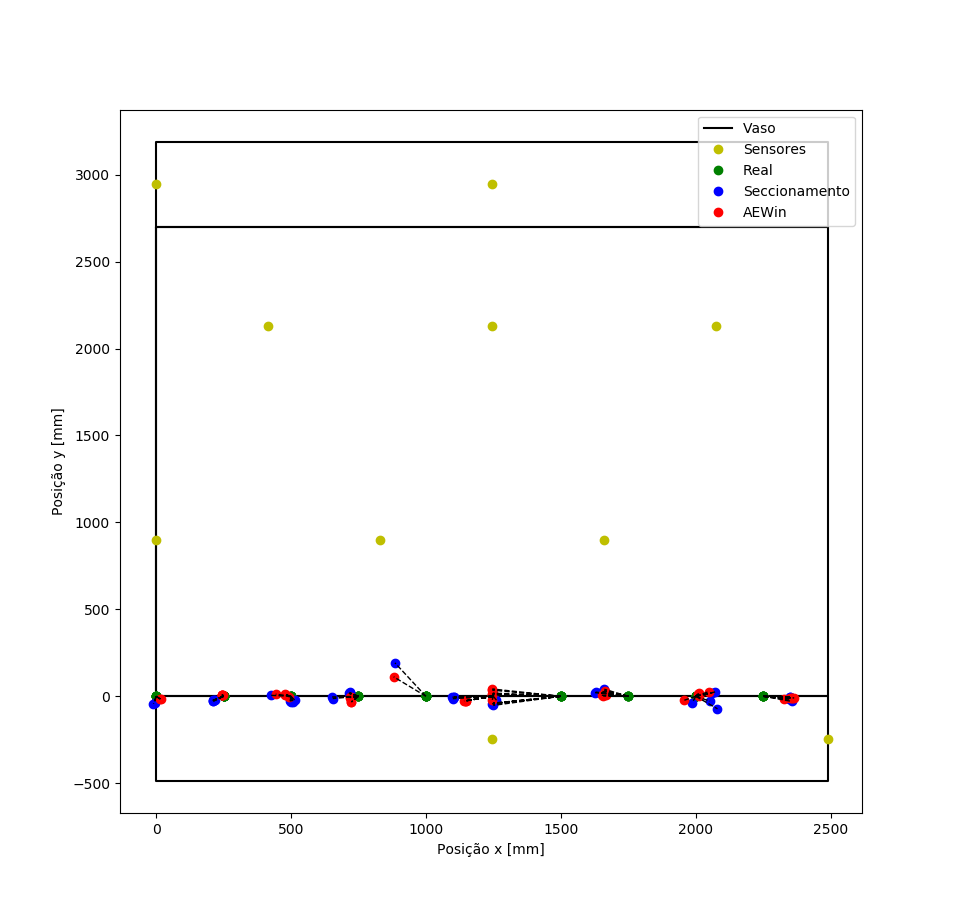 Vaso
Sensores
Real
Seccionamento
AEWin
3000
2500
2000
1500
1000
500
0
−500
Posição y [mm]
0 500 1000 1500 2000 2500
Posição x [mm]